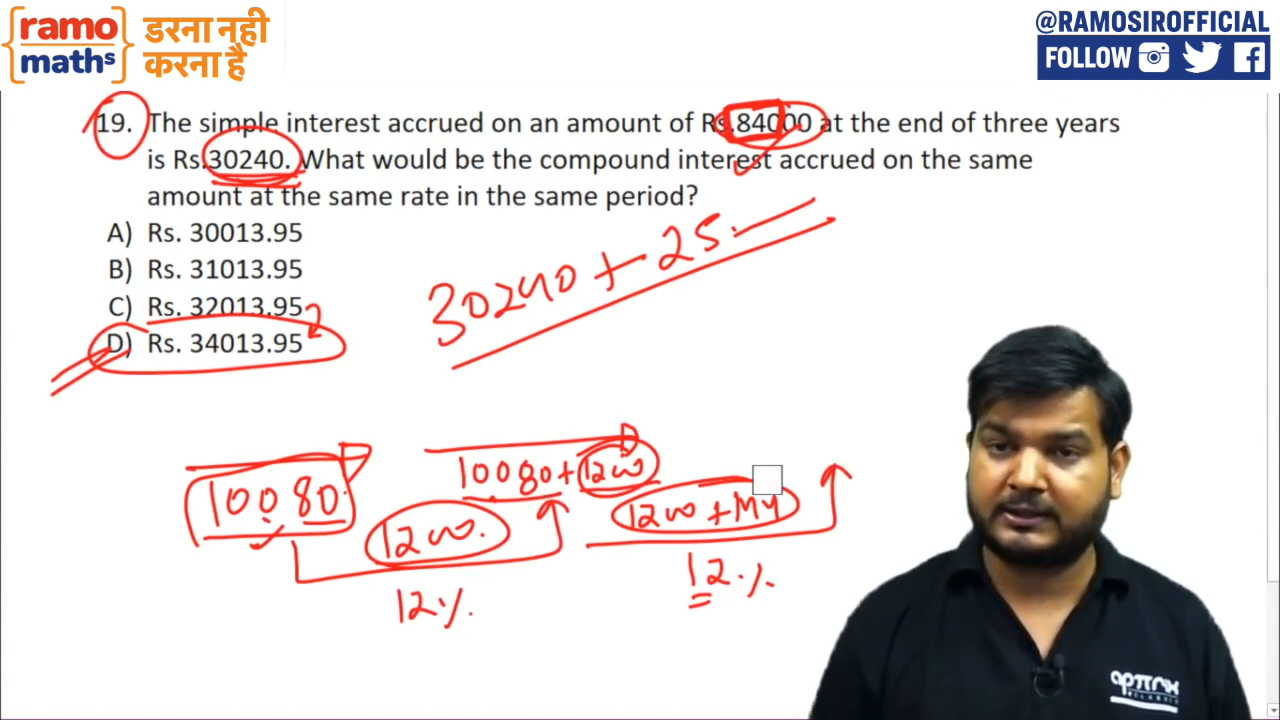 ramo
maths
डरना नही
करना है
@RAMOSIROFFICIAL
FOLLOW
19. The simple interest accrued on an amount of Rs.84000 at the end of three years
is Rs.30240. What would be the compound interest accrued on the same
amount at the same rate in the same period?
A) Rs. 30013.95
B) Rs. 31013.95
C) Rs. 32013.95
D) Rs. 34013.95
30240 + 25
10080
10080 + 1200
1200.
1200 +
12%
12%